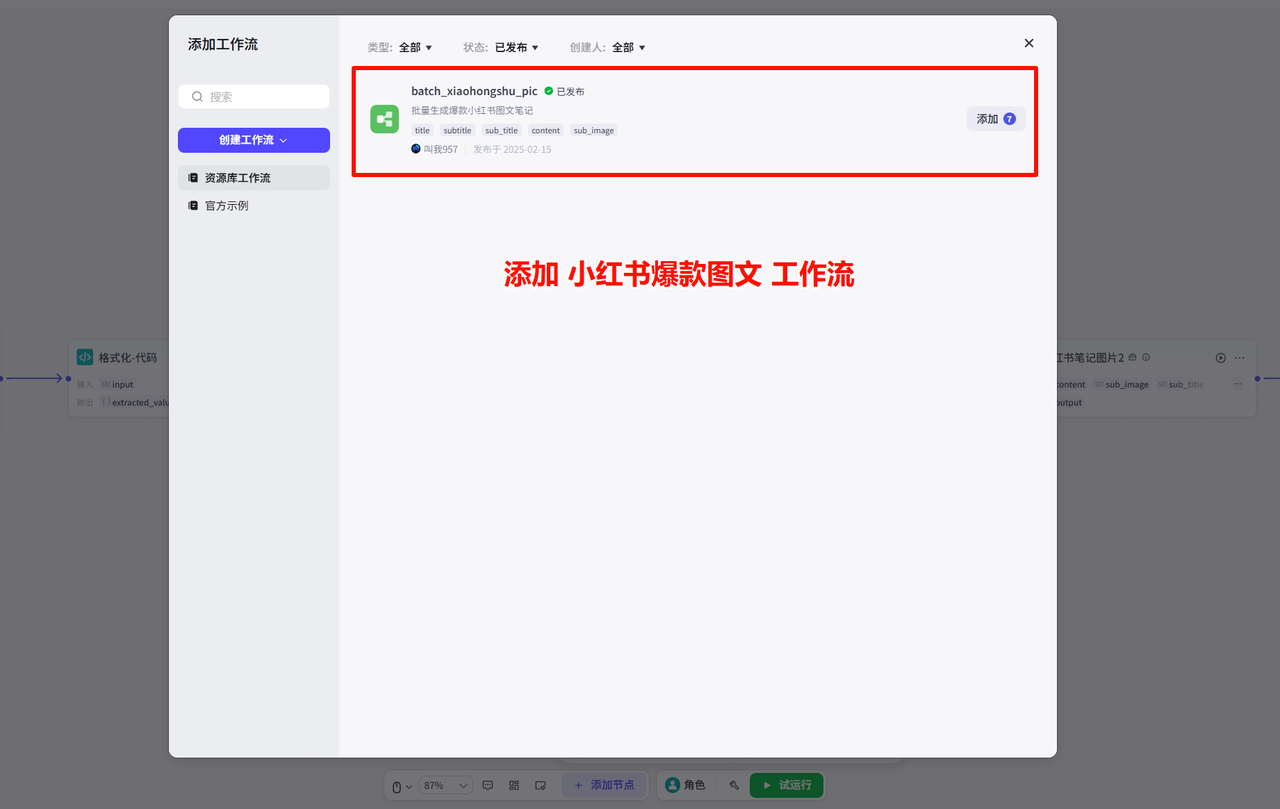 添加工作流
搜索
创建工作流
资源库工作流
官方示例
类型: 全部 状态: 已发布 创建人: 全部
batch_xiaohongshu_pic 已发布
批量生成爆款小红书图文笔记
title subtitle sub_title content sub_image
叫我957 发布于 2025-02-15
添加 7
添加 小红书爆款图文 工作流
格式化-代码
输入 str. input
输出 [ ] extracted_valu
红书笔记图片2
content str. sub_image str. sub_title
output
87% 添加节点 角色 试运行